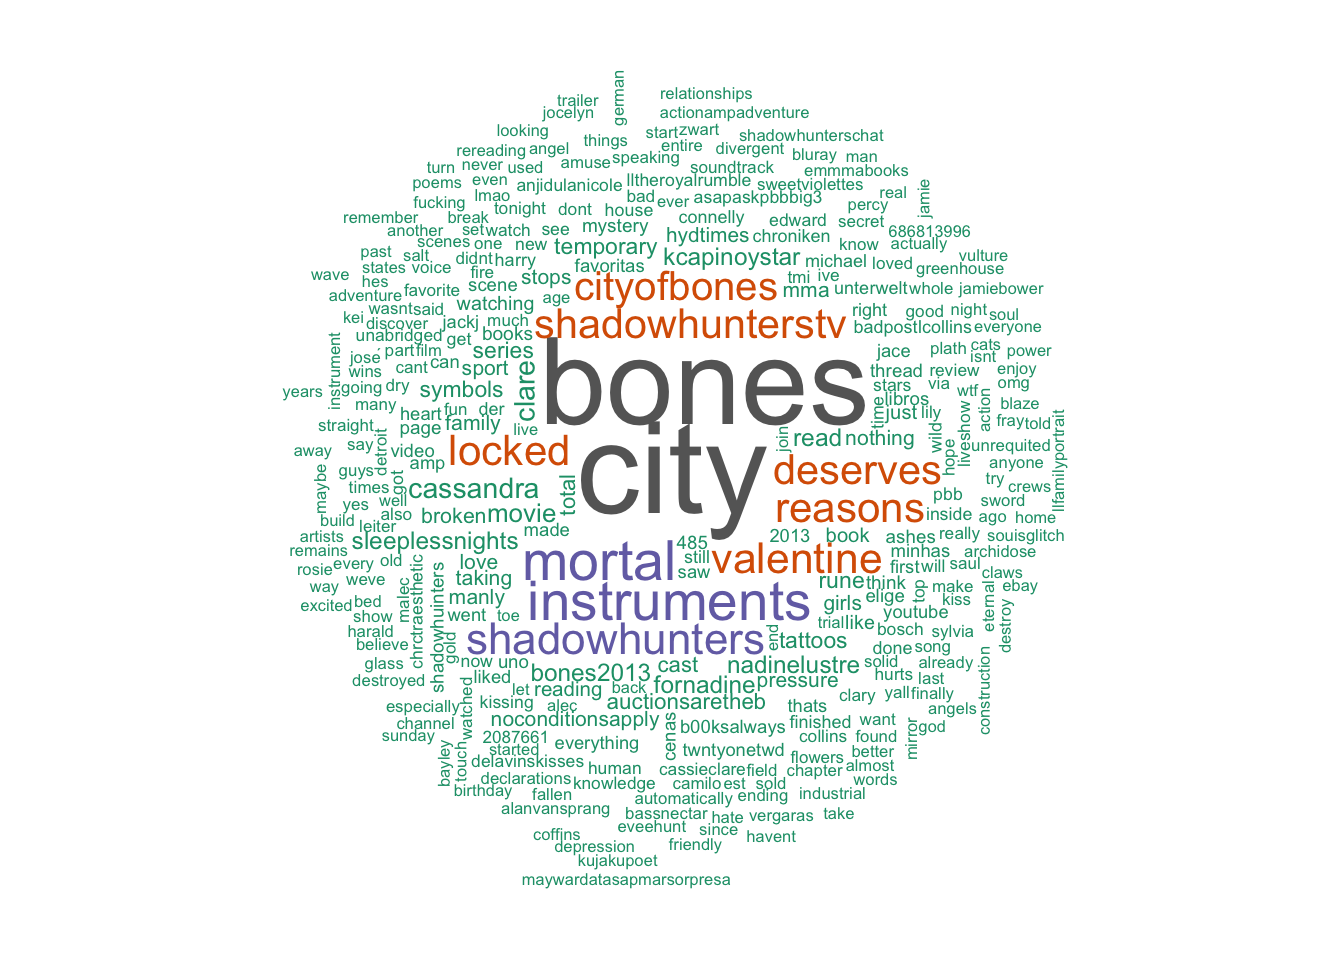 german
relationships
trailer
jocelyn
actionampadventure
looking
things
start
zwart
shadowhunterschat
rereading
angel
entire
divergent
bluray
man
turn
never
used
amuse
speaking
soundtrack
emmmabooks
poems
even
anjidulanicole
lltheroyalrumble
sweetviolettes
real
jamie
fucking
lmao
bad
ever
asapaskpbbbig3
percy
remember
break
tonight
dont
house
connelly
edward
secret
686813996
another
set
watch
see
mystery
hydtimes
chroniken
know
actually
past
salt
scenes
one
new
temporary
kcapinoystar
michael
loved
vulture
states
voice
didnt
harry
favoritas
tmi
ive
greenhouse
wave
hes
fire
stops
cityofbones
mma
unterwelt
whole
jamiebower
adventure
favorite
scene
age
wasnt
said
watching
right
good
night
soul
kei
discover
jackj
much
shadowhunterstv
badpostlcollins
everyone
unabridged
get
books
instrument
jose
part
film
series
bones
jace
plath
cats
isnt
power
wins
cant
can
sport
thread
review
enjoy
years
going
dry
symbols
clare
stars
via
wtf
omg
many
libros
action
blaze
heart
fun
der
time
just
lily
straight
page
family
live
fray
told
away
say
detroit
video
locked
city
join
read
nothing
wild
liveshow
unrequited
llfamilyportrait
maybe
guys
got
amp
deserves
hope
anyone
times
cassandra
total
try
crews
yes
well
reasons
pbb
sword
build
also
broken
movie
inside
ago
home
artists
leiter
made
2013
book
ashes
really
souisglitch
remains
sleeplessnights
mortal
485
still
valentine
minhas
archidose
every
old
love
saw
first
will
saul
rosie
weve
taking
rune
think
claws
way
malec
chrctraesthetic
manly
instruments
girls
elige
top
make
ebay
excited
bed
shadowhuinters
went
toe
trial
like
youtube
kiss
eternal
destroy
show
harald
gold
shadowhunters
end
tattoos
bosch
sylvia
believe
done
song
glass
now
uno
bones2013
cast
nadinelustre
solid
already
destroyed
liked
reading
back
fornadine
pressure
hurts
last
let
clary
yall
finally
construction
especially
kissing
alec
auctionsaretheb
thats
angels
channel
watched
noconditionsapply
cenas
b00ksalways
finished
want
god
sunday
2087661
collins
found
mirror
started
everything
twntyonetwd
flowers
better
bayley
touch
delavinskisses
human
cassieclare
field
chapter
almost
declarations
knowledge
camilo
est
sold
words
birthday
fallen
automatically
ending
industrial
alanvansprang
bassnectar
hate
vergaras
take
coffins
eveehunt
since
havent
depression
friendly
kujakupoet
maywardatasapmarsorpresa